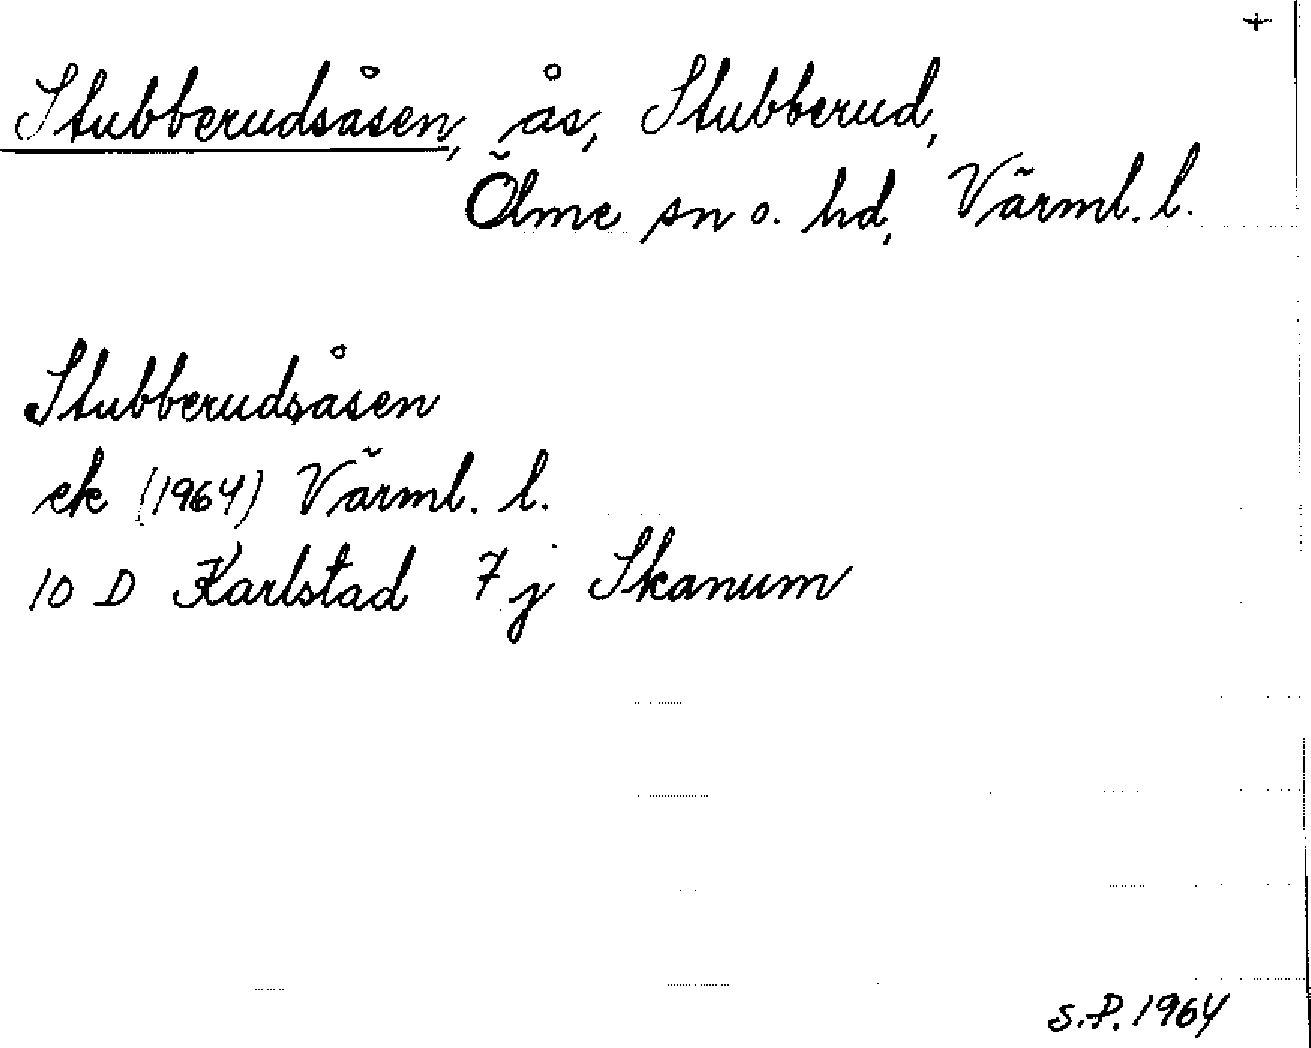 +
Stubberudsåsen, ås, Stubberud,
Ölme sn o. hd, Värml. l.
Stubberudsåsen
ek (1964) Värml. l.
10 D Karlstad 7 j Skanum
S.P. 1964